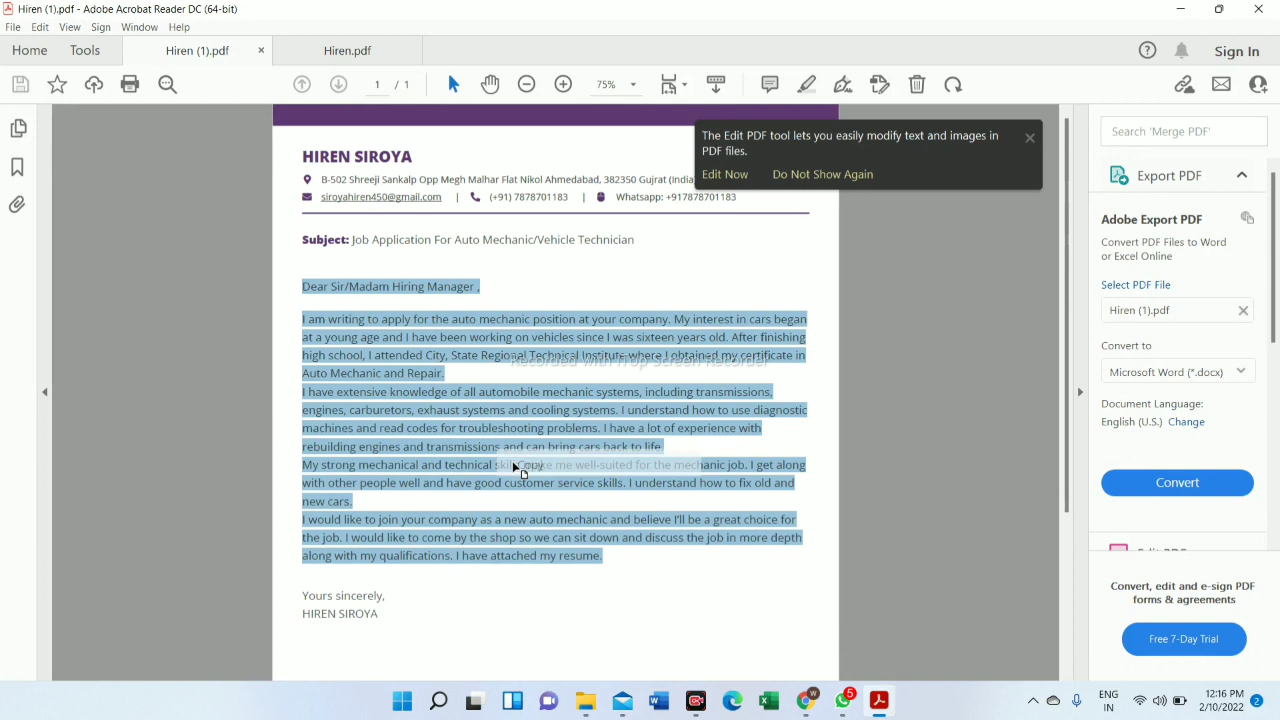 Hiren (1).pdf - Adobe Acrobat Reader DC (64-bit)
File Edit View Sign Window Help
Home Tools Hiren (1).pdf × Hiren.pdf Sign In
1 / 1 75%
Search 'Merge PDF'
The Edit PDF tool lets you easily modify text and images in
PDF files.
Edit Now Do Not Show Again
HIREN SIROYA
B-502 Shreeji Sankalp Opp Megh Malhar Flat Nikol Ahmedabad, 382350 Gujrat (India
siroyahiren450@gmail.com | (+91) 7878701183 | Whatsapp: +917878701183
Subject: Job Application For Auto Mechanic/Vehicle Technician
Dear Sir/Madam Hiring Manager ,
I am writing to apply for the auto mechanic position at your company. My interest in cars began
at a young age and I have been working on vehicles since I was sixteen years old. After finishing
high school, I attended City, State Regional Technical Institute where I obtained my certificate in
Recorded with iTop Screen Recorder
Auto Mechanic and Repair.
I have extensive knowledge of all automobile mechanic systems, including transmissions,
engines, carburetors, exhaust systems and cooling systems. I understand how to use diagnostic
machines and read codes for troubleshooting problems. I have a lot of experience with
rebuilding engines and transmissions and can bring cars back to life.
My strong mechanical and technical me well-suited for the mechanic job. I get along
Copy
with other people well and have good customer service skills. I understand how to fix old and
new cars.
I would like to join your company as a new auto mechanic and believe I'll be a great choice for
the job. I would like to come by the shop so we can sit down and discuss the job in more depth
along with my qualifications. I have attached my resume.
Yours sincerely,
HIREN SIROYA
Export PDF
Adobe Export PDF
Convert PDF Files to Word
or Excel Online
Select PDF File
Hiren (1).pdf
Convert to
Microsoft Word (*.docx)
Document Language:
English (U.S.) Change
Convert
Convert, edit and e-sign PDF
forms & agreements
Free 7-Day Trial
W
5
ENG
IN
12:16 PM
2/10/2022
2